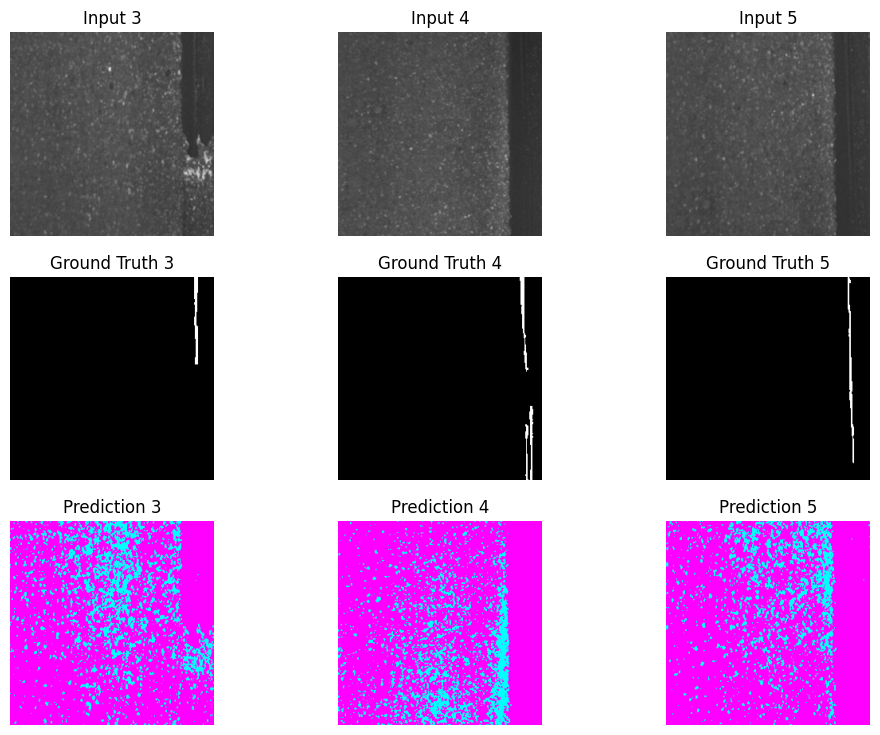 Input 3
Input 4
Input 5
Ground Truth 3
Ground Truth 4
Ground Truth 5
Prediction 3
Prediction 4
Prediction 5